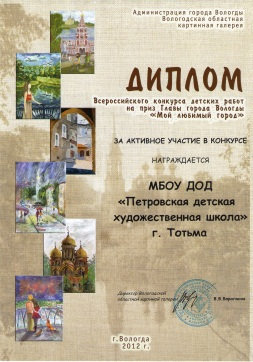 Администрация города Вологды
Вологодская областная
картинная галерея
ДИПЛОМ
Всероссийского конкурса детских работ
на приз Главы города Вологды
«Мой любимый город»
ЗА АКТИВНОЕ УЧАСТИЕ В КОНКУРСЕ
НАГРАЖДАЕТСЯ
МБОУ ДОД
«Петровская детская
художественная школа»
г. Тотьма
Директор Вологодской
областной картинной галереи
В.В.Воропанов
г.Вологда
2012 г.